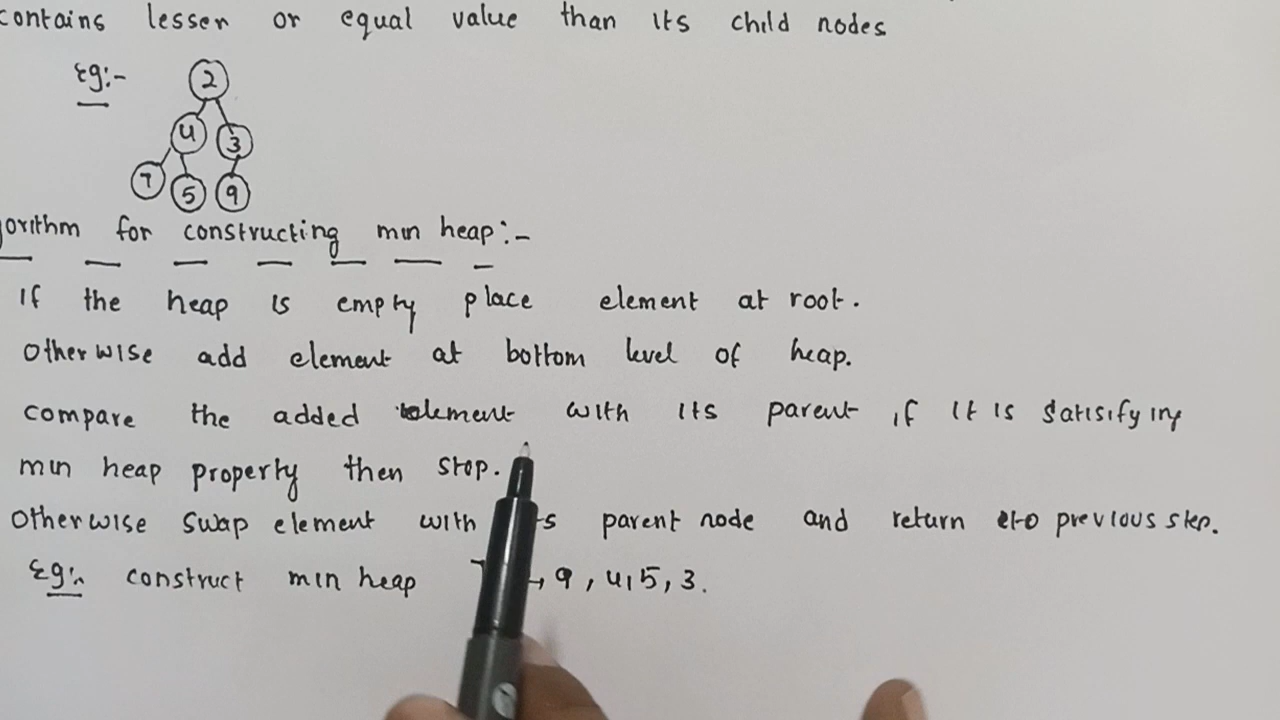 contains lesser or equal value than its child nodes
Eg:-
2
4 3
7 5 9
gorithm for constructing min heap:-
If the heap is empty place element at root.
Otherwise add element at bottom level of heap.
compare the added element with its parent if it is satisifying
min heap property then stop.
Otherwise swap element with parent node and return to previous step.
Eg:- construct min heap , 9, 4, 5, 3.